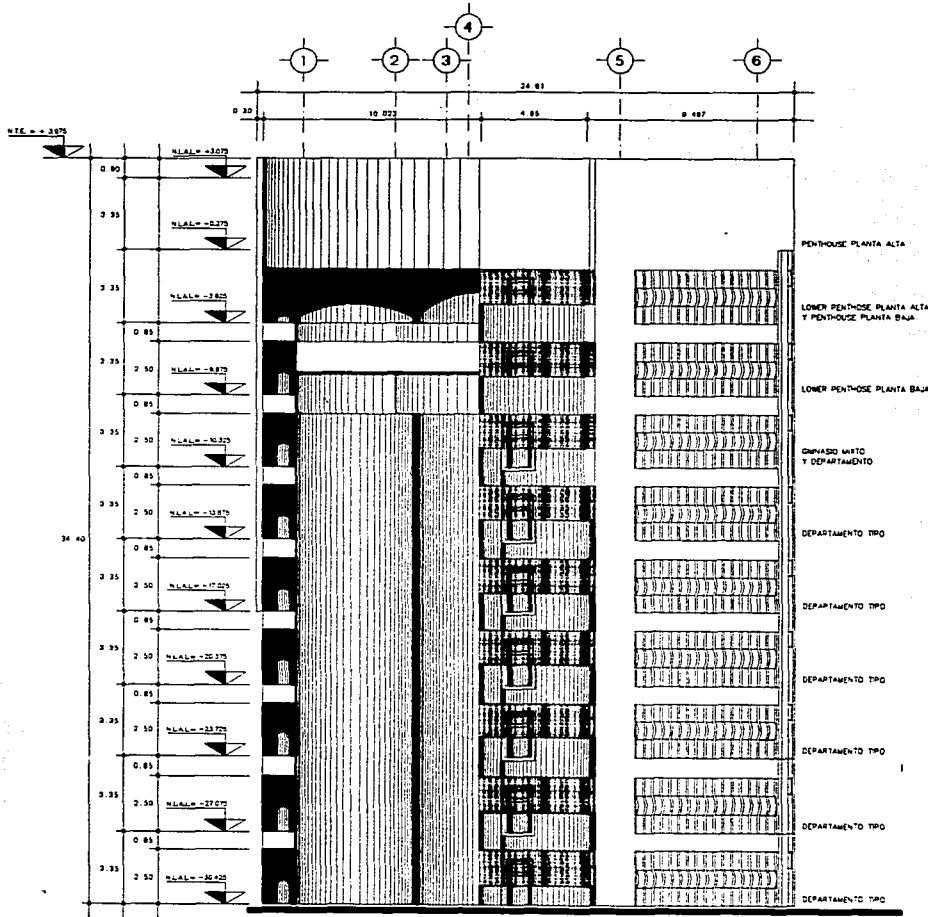 4
1 2 3 5 6
24.61
0.30 10.023 4.85 9.487
N.T.E. = + 3.975
N.L.A.L.= +3.075
0.90
3.35
N.L.A.L.= -0.275
PENTHOUSE PLANTA ALTA
3.35
N.L.A.L.= -3.625
LOWER PENTHOSE PLANTA ALTA
Y PENTHOUSE PLANTA BAJA
0.85
3.35
2.50
N.L.A.L.= -6.975
LOWER PENTHOSE PLANTA BAJA
0.85
3.35
2.50
N.L.A.L.= -10.325
GIMNASIO MIXTO
Y DEPARTAMENTO
0.85
3.35
2.50
N.L.A.L.= -13.675
DEPARTAMENTO TIPO
34.40
0.85
3.35
2.50
N.L.A.L.= -17.025
DEPARTAMENTO TIPO
0.85
3.35
2.50
N.L.A.L.= -20.375
DEPARTAMENTO TIPO
0.85
3.35
2.50
N.L.A.L.= -23.725
DEPARTAMENTO TIPO
0.85
3.35
2.50
N.L.A.L.= -27.075
DEPARTAMENTO TIPO
0.85
3.35
2.50
N.L.A.L.= -30.425
DEPARTAMENTO TIPO